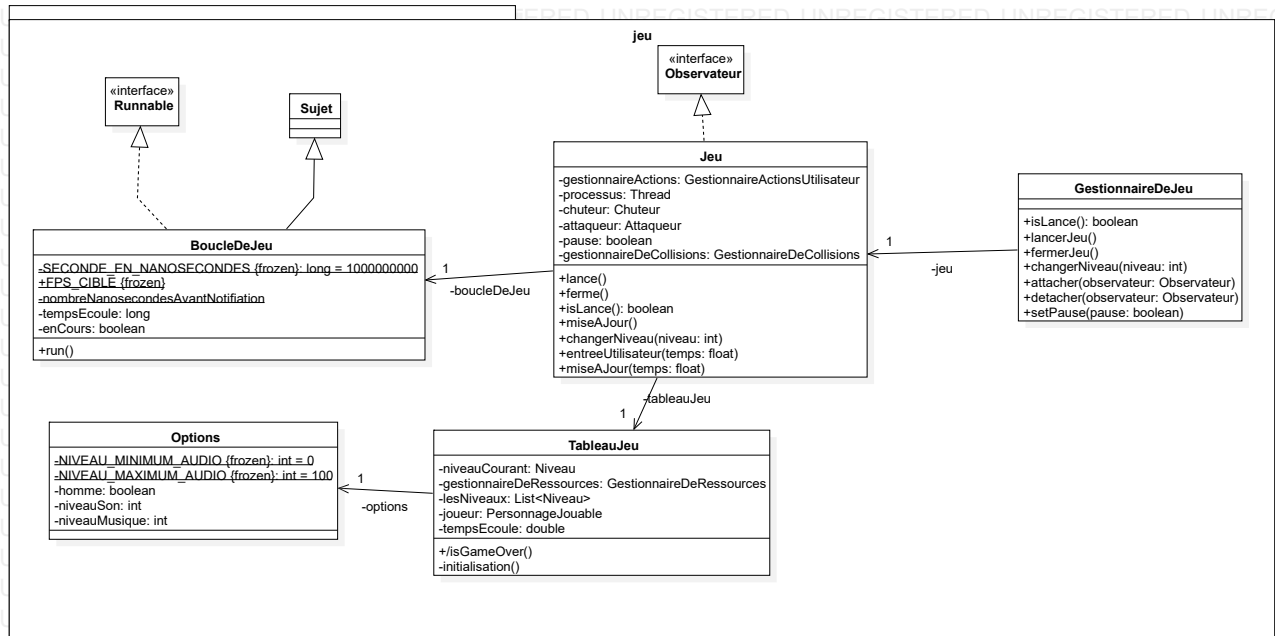 UNREGISTERED UNREGISTERED UNREGISTERED
jeu
«interface»
Runnable
Sujet
«interface»
Observateur
BoucleDeJeu
-SECONDE_EN_NANOSECONDES {frozen}: long = 1000000000
+FPS_CIBLE {frozen}
-nombreNanosecondesAvantNotification
-tempsEcoule: long
-enCours: boolean
+run()
1
-boucleDeJeu
Jeu
-gestionnaireActions: GestionnaireActionsUtilisateur
-processus: Thread
-chuteur: Chuteur
-attaqueur: Attaqueur
-pause: boolean
-gestionnaireDeCollisions: GestionnaireDeCollisions
+lance()
+ferme()
+isLance(): boolean
+miseAJour()
+changerNiveau(niveau: int)
+entreeUtilisateur(temps: float)
+miseAJour(temps: float)
1
-jeu
GestionnaireDeJeu
+isLance(): boolean
+lancerJeu()
+fermerJeu()
+changerNiveau(niveau: int)
+attacher(observateur: Observateur)
+detacher(observateur: Observateur)
+setPause(pause: boolean)
-tableauJeu
1
Options
-NIVEAU_MINIMUM_AUDIO {frozen}: int = 0
-NIVEAU_MAXIMUM_AUDIO {frozen}: int = 100
-homme: boolean
-niveauSon: int
-niveauMusique: int
1
-options
TableauJeu
-niveauCourant: Niveau
-gestionnaireDeRessources: GestionnaireDeRessources
-lesNiveaux: List<Niveau>
-joueur: PersonnageJouable
-tempsEcoule: double
+/isGameOver()
-initialisation()